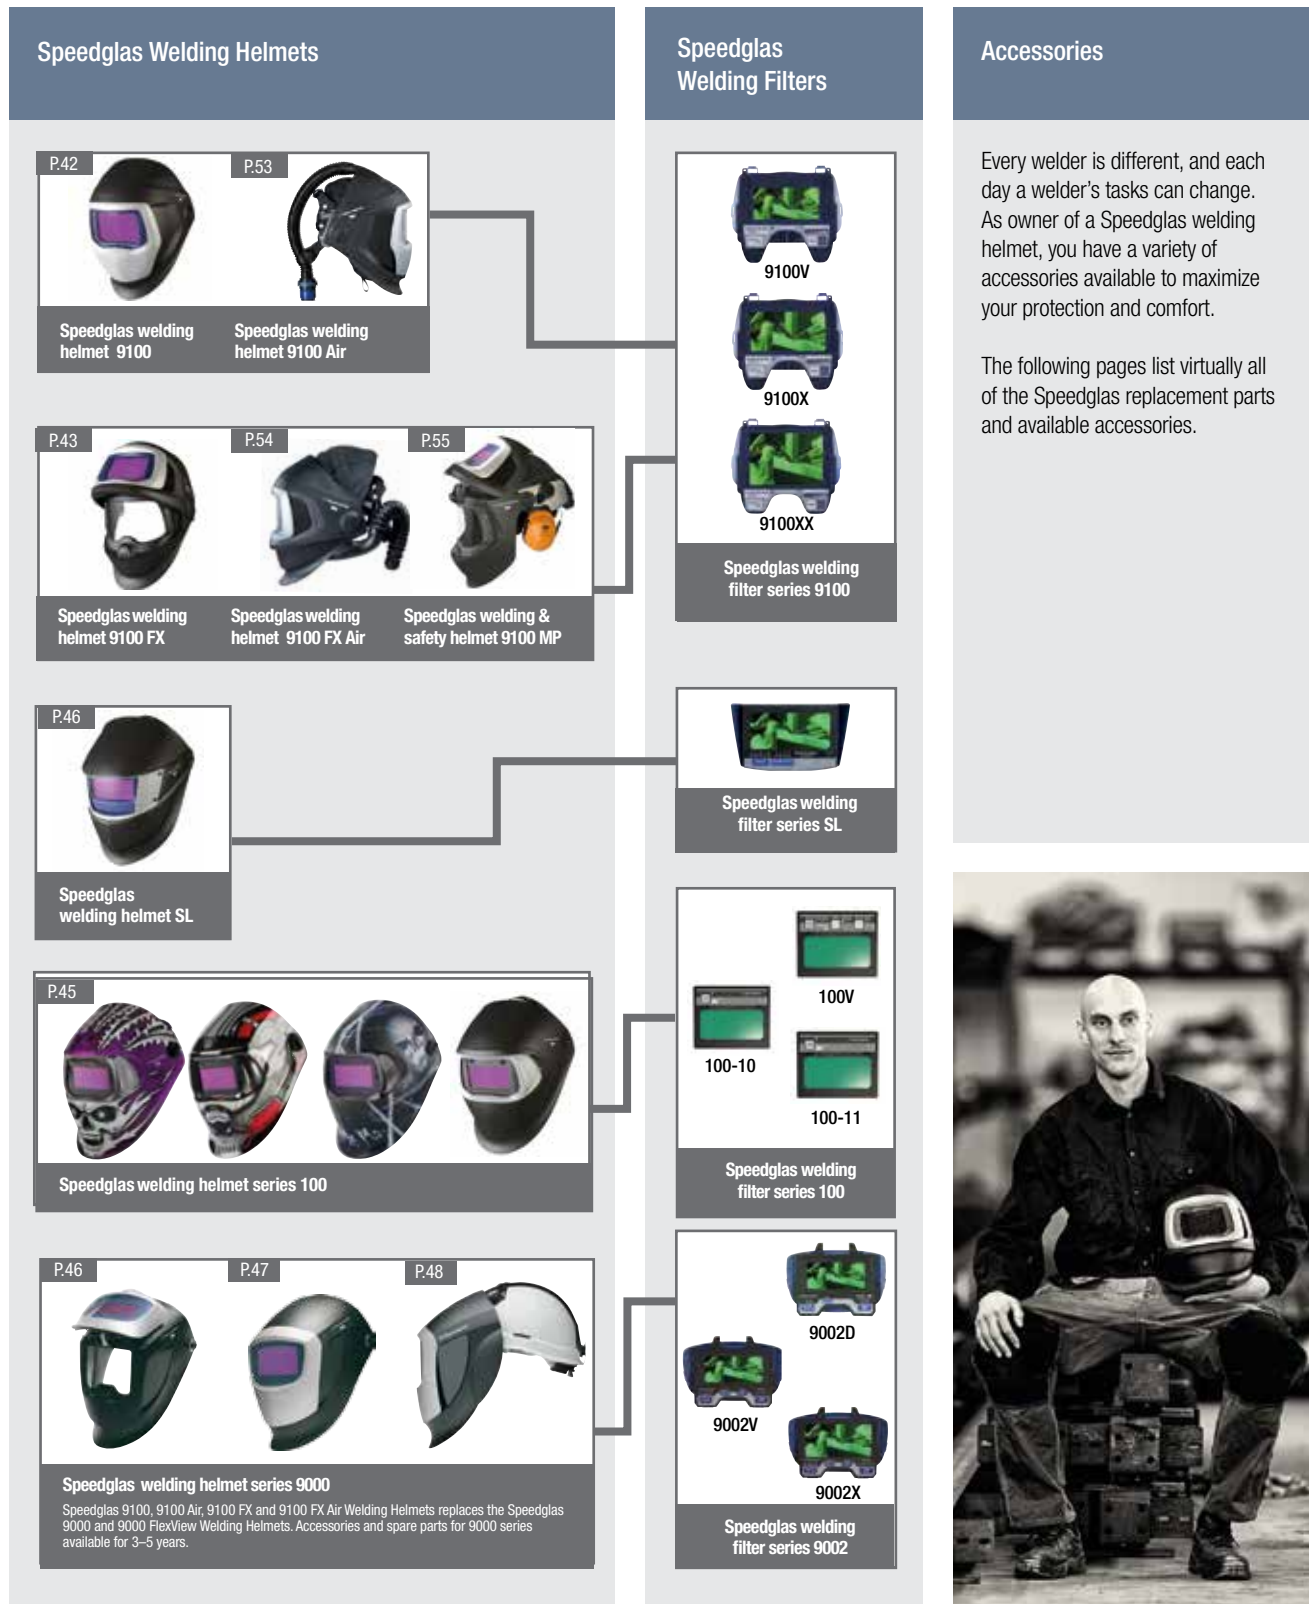 Speedglas Welding Helmets
P.42
P.53
Speedglas welding
helmet 9100
Speedglas welding
helmet 9100 Air
P.43
P.54
P.55
Speedglas welding
helmet 9100 FX
Speedglas welding
helmet 9100 FX Air
Speedglas welding &
safety helmet 9100 MP
P.46
Speedglas
welding helmet SL
P.45
Speedglas welding helmet series 100
P.46
P.47
P.48
Speedglas welding helmet series 9000
Speedglas 9100, 9100 Air, 9100 FX and 9100 FX Air Welding Helmets replaces the Speedglas
9000 and 9000 FlexView Welding Helmets. Accessories and spare parts for 9000 series
available for 3–5 years.
Speedglas
Welding Filters
9100V
9100X
9100XX
Speedglas welding
filter series 9100
Speedglas welding
filter series SL
100V
100-10
100-11
Speedglas welding
filter series 100
9002D
9002V
9002X
Speedglas welding
filter series 9002
Accessories
Every welder is different, and each
day a welder's tasks can change.
As owner of a Speedglas welding
helmet, you have a variety of
accessories available to maximize
your protection and comfort.
The following pages list virtually all
of the Speedglas replacement parts
and available accessories.